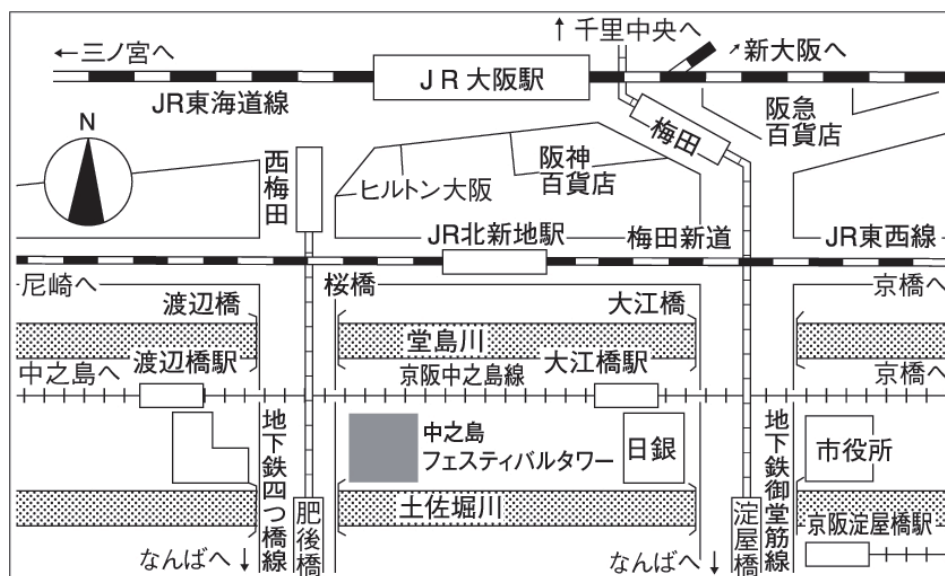 ↑千里中央へ
←三ノ宮へ
↗新大阪へ
JR大阪駅
JR東海道線
阪急
百貨店
梅田
N
西梅田
阪神
百貨店
ヒルトン大阪
JR北新地駅
梅田新道
JR東西線
尼崎へ
桜橋
京橋へ
渡辺橋
大江橋
堂島川
渡辺橋駅
大江橋駅
中之島へ
京阪中之島線
京橋へ
地下鉄四つ橋線
中之島
フェスティバルタワー
日銀
地下鉄御堂筋線
市役所
肥後橋
土佐堀川
淀屋橋
京阪淀屋橋駅
なんばへ↓
なんばへ↓